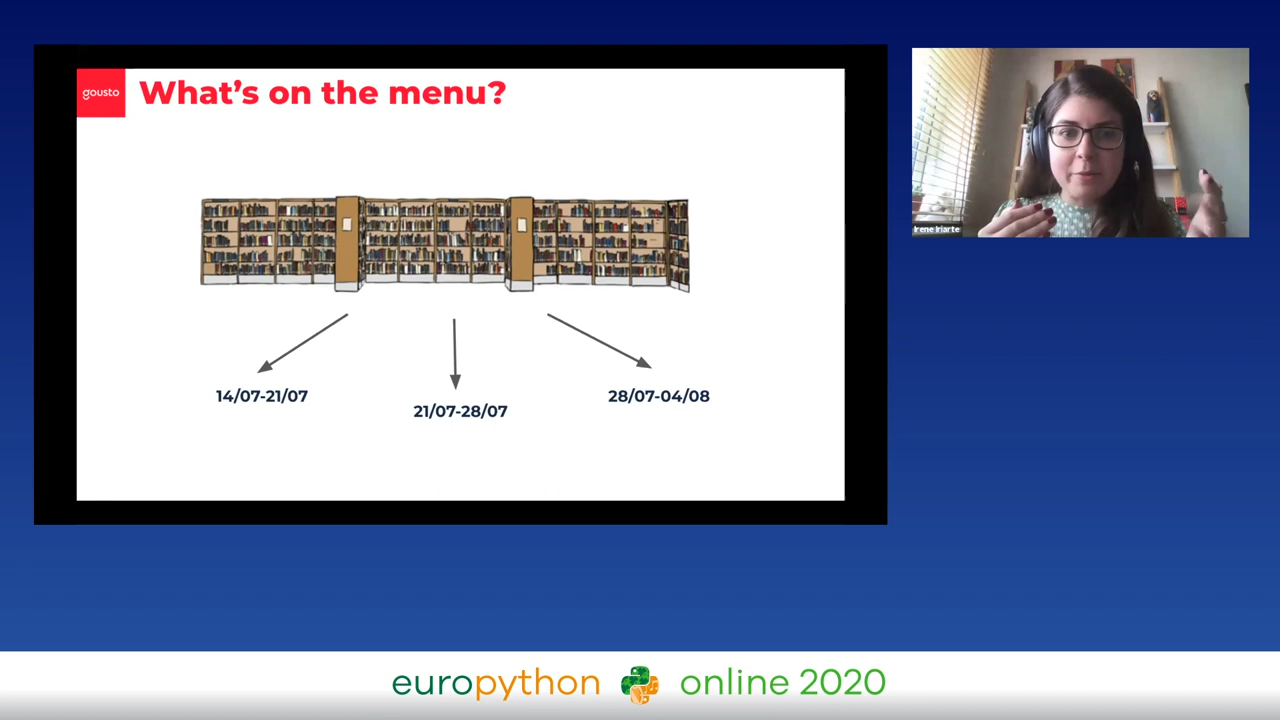 gousto
What's on the menu?
14/07-21/07
21/07-28/07
28/07-04/08
Irene Iriarte
europython online 2020